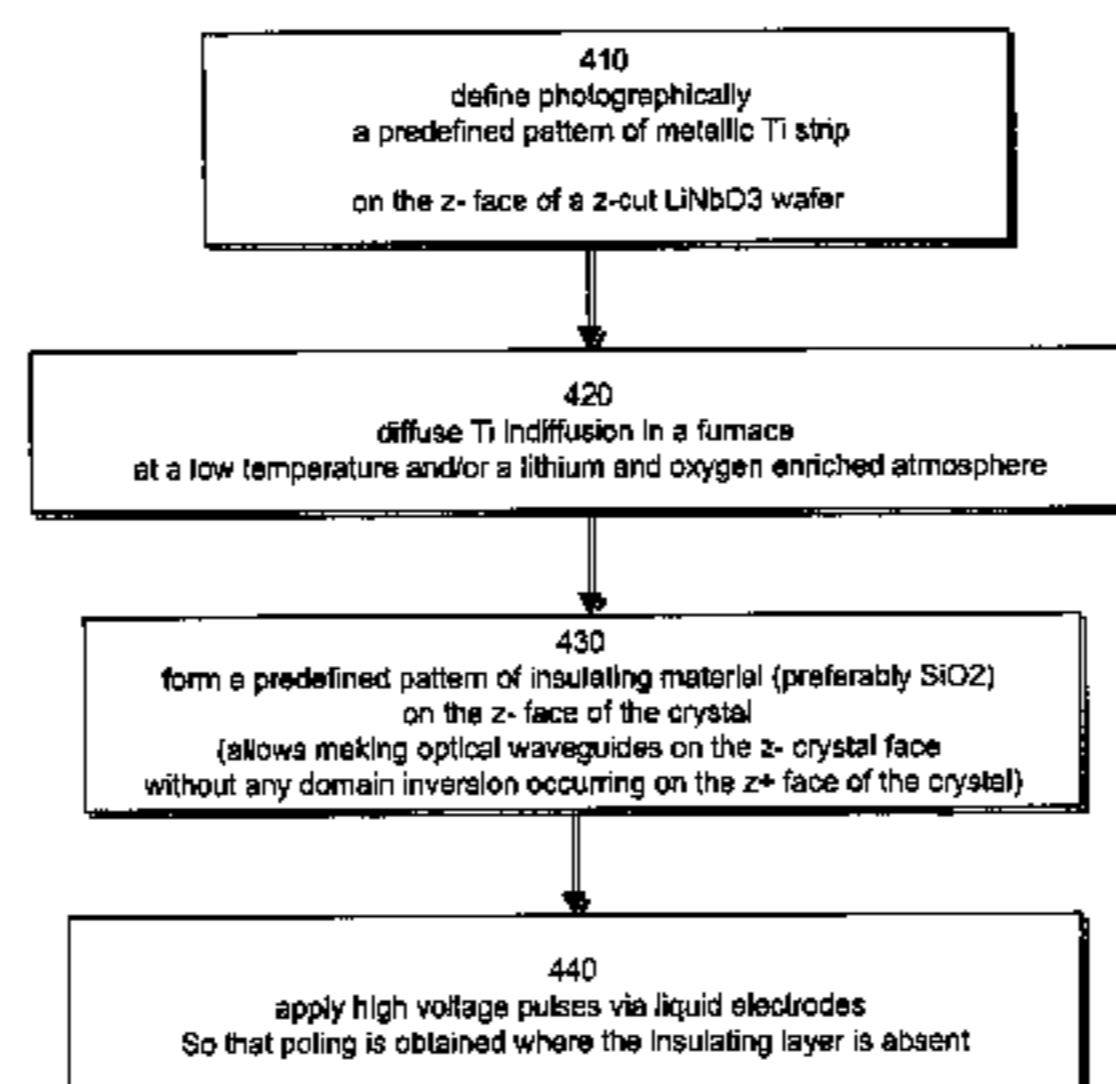 410
define photographically
a predefined pattern of metallic Ti strip
on the z- face of a z-cut LiNbO3 wafer
420
diffuse Ti indiffusion in a furnace
at a low temperature and/or a lithium and oxygen enriched atmosphere
430
form a predefined pattern of insulating material (preferably SiO2)
on the z- face of the crystal
(allows making optical waveguides on the z- crystal face
without any domain inversion occurring on the z+ face of the crystal)
440
apply high voltage pulses via liquid electrodes
So that poling is obtained where the insulating layer is absent